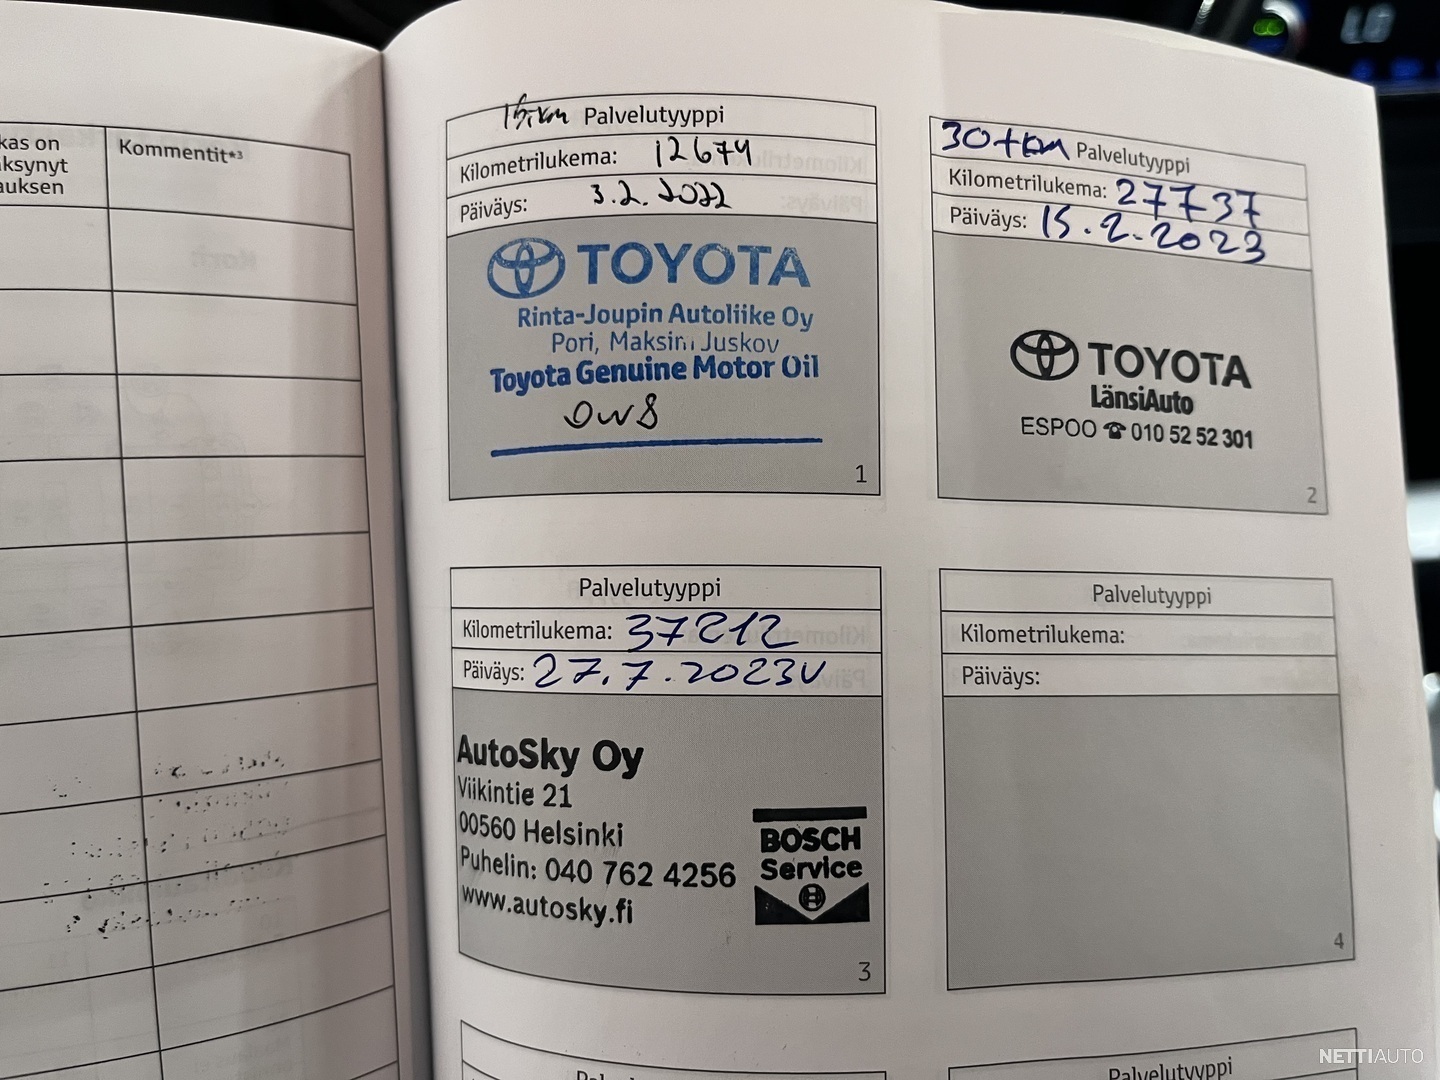 kas on
ksynyt
auksen
Kommentit*3
15tkm Palvelutyyppi
Kilometrilukema: 12674
Päiväys: 3.2.2022
TOYOTA
Rinta-Joupin Autoliike Oy
Pori, Maksim Juskov
Toyota Genuine Motor Oil
0W8
1
30tkm Palvelutyyppi
Kilometrilukema: 27737
Päiväys: 15.2.2023
TOYOTA
LänsiAuto
ESPOO ☎ 010 52 52 301
2
Palvelutyyppi
Kilometrilukema: 37212
Päiväys: 27.7.2023
AutoSky Oy
Viikintie 21
00560 Helsinki
Puhelin: 040 762 4256
www.autosky.fi
BOSCH
Service
3
Palvelutyyppi
Kilometrilukema:
Päiväys:
4
Palvelutyyppi
NETTIAUTO